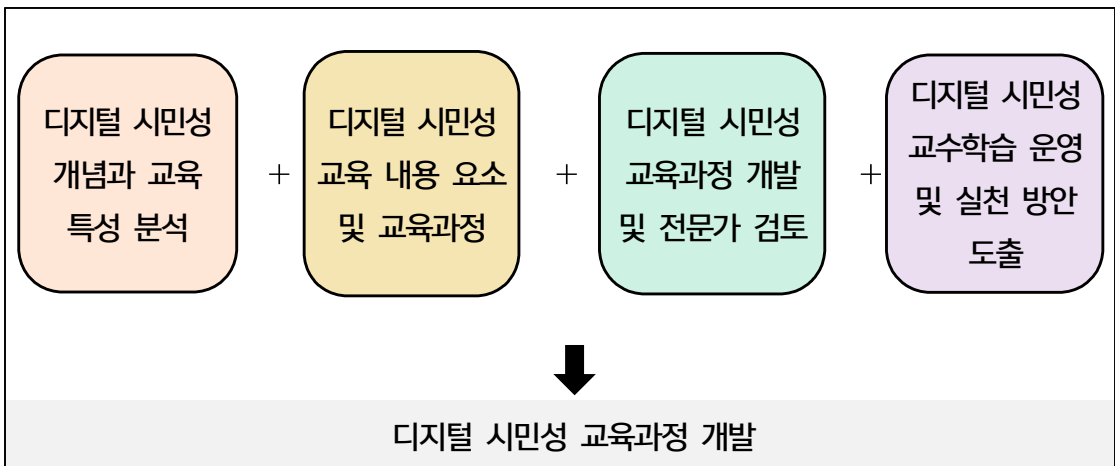 디지털 시민성
개념과 교육
특성 분석
+
디지털 시민성
교육 내용 요소
및 교육과정
+
디지털 시민성
교육과정 개발
및 전문가 검토
+
디지털 시민성
교수학습 운영
및 실천 방안
도출
디지털 시민성 교육과정 개발